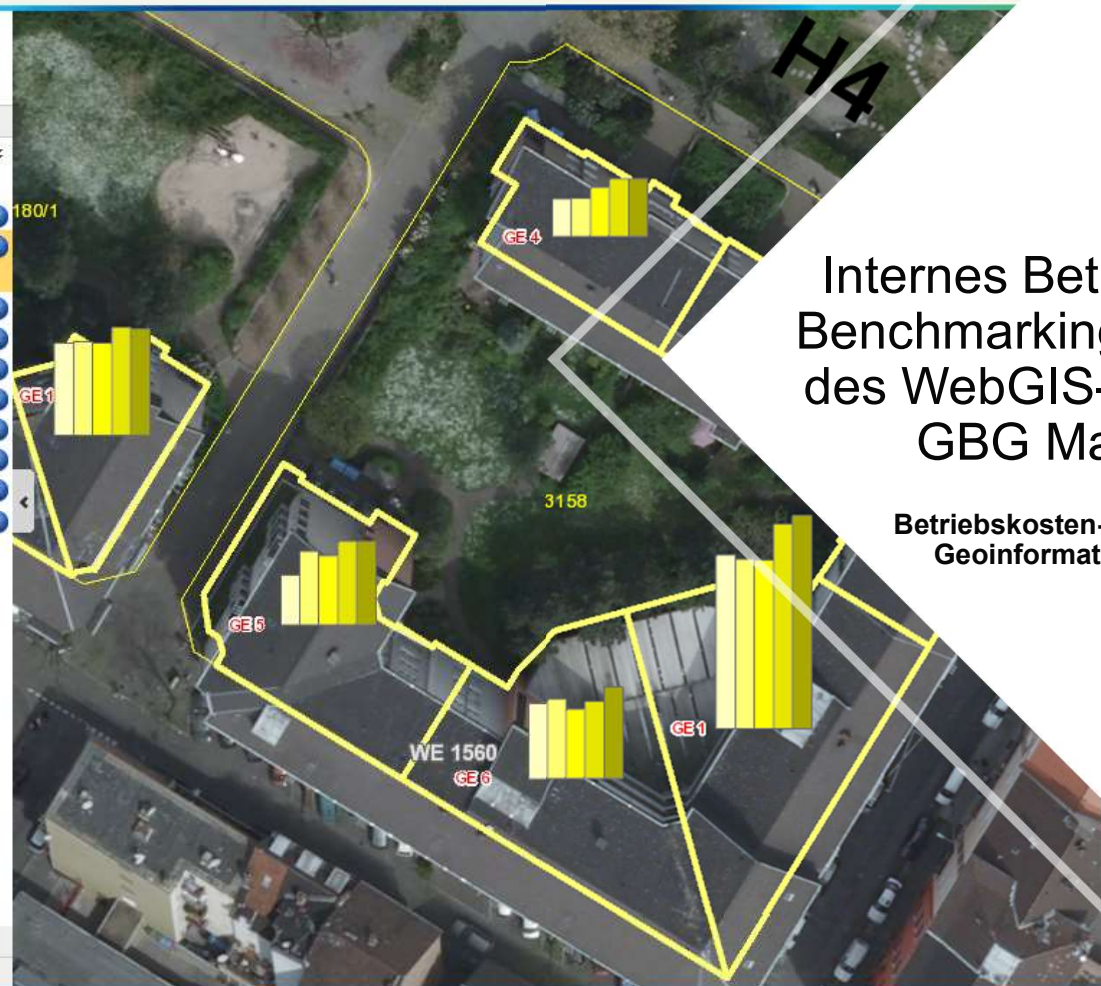 H4
180/1
GE 4
GE 1
Internes Bet
Benchmarking
des WebGIS-
GBG Ma
3158
Betriebskosten-
Geoinformat
GE 5
GE 1
WE 1560
GE 6